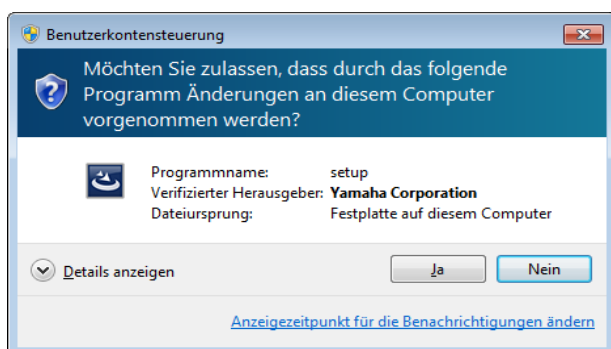 Benutzerkontensteuerung
Möchten Sie zulassen, dass durch das folgende
Programm Änderungen an diesem Computer
vorgenommen werden?
Programmname: setup
Verifizierter Herausgeber: Yamaha Corporation
Dateiursprung: Festplatte auf diesem Computer
Details anzeigen Ja Nein
Anzeigezeitpunkt für die Benachrichtigungen ändern